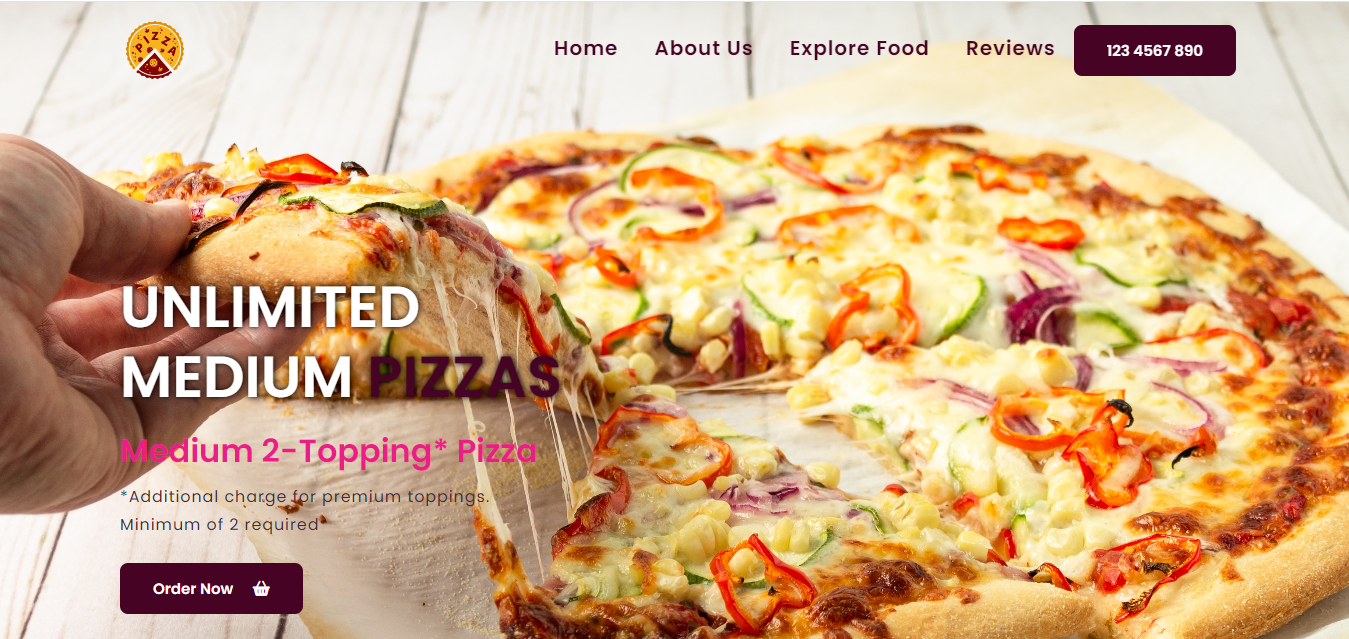 PIZZA
Home About Us Explore Food Reviews 123 4567 890
UNLIMITED
MEDIUM PIZZAS
Medium 2-Topping* Pizza
*Additional charge for premium toppings.
Minimum of 2 required
Order Now